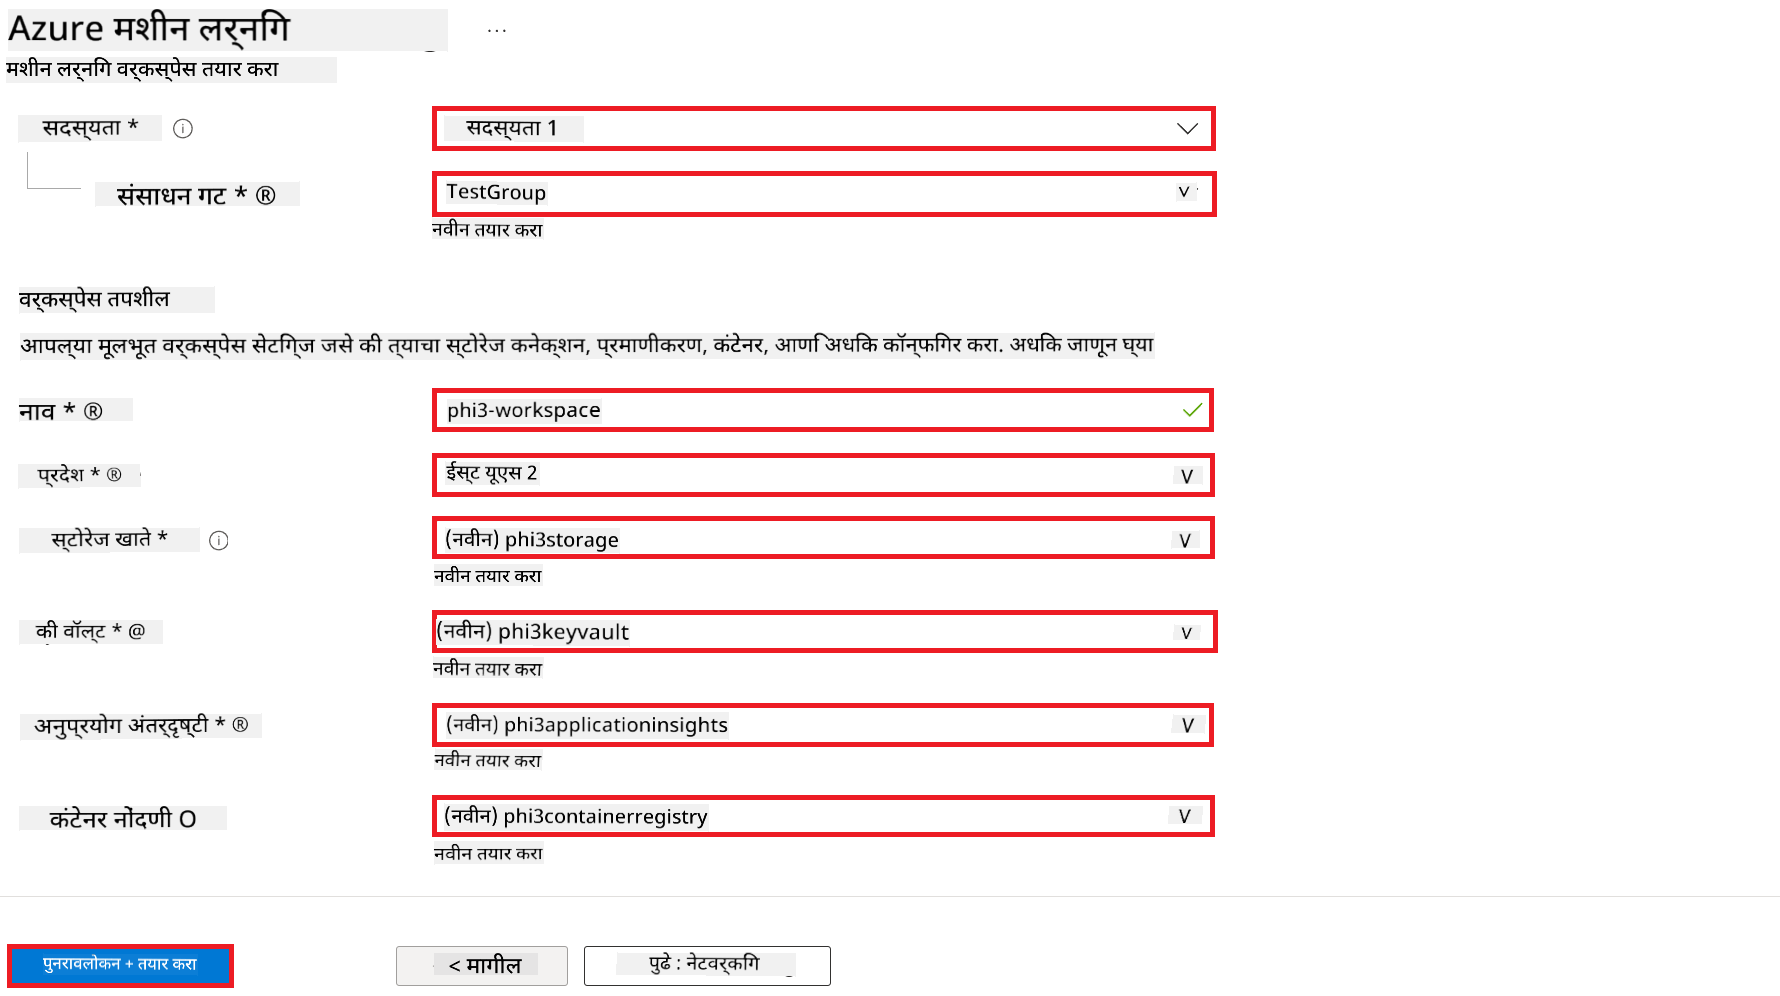 Azure मशीन लर्निंग ...
मशीन लर्निंग वर्कस्पेस तयार करा
सदस्यता *
सदस्यता 1
संसाधन गट * ®
TestGroup
नवीन तयार करा
वर्कस्पेस तपशील
आपल्या मूलभूत वर्कस्पेस सेटिंग्ज जसे की त्याचा स्टोरेज कनेक्शन, प्रमाणीकरण, कंटेनर, आणि अधिक कॉन्फिगर करा. अधिक जाणून घ्या
नाव * ®
phi3-workspace
प्रदेश * ®
ईस्ट यूएस 2
स्टोरेज खाते *
(नवीन) phi3storage
नवीन तयार करा
की वॉल्ट * @
(नवीन) phi3keyvault
नवीन तयार करा
अनुप्रयोग अंतर्दृष्टी * ®
(नवीन) phi3applicationinsights
नवीन तयार करा
कंटेनर नोंदणी O
(नवीन) phi3containerregistry
नवीन तयार करा
पुनरावलोकन + तयार करा
< मागील
पुढे : नेटवर्किंग